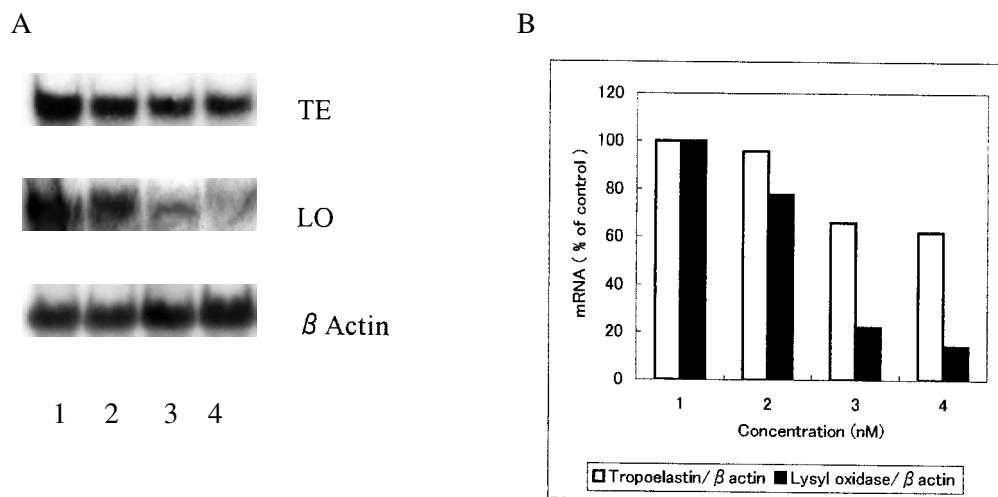 A
TE
LO
β Actin
1 2 3 4
B
120
100
80
60
40
20
0
mRNA ( % of control)
1 2 3 4
Concentration (nM)
Tropoelastin/ β actin Lysyl oxidase/ β actin